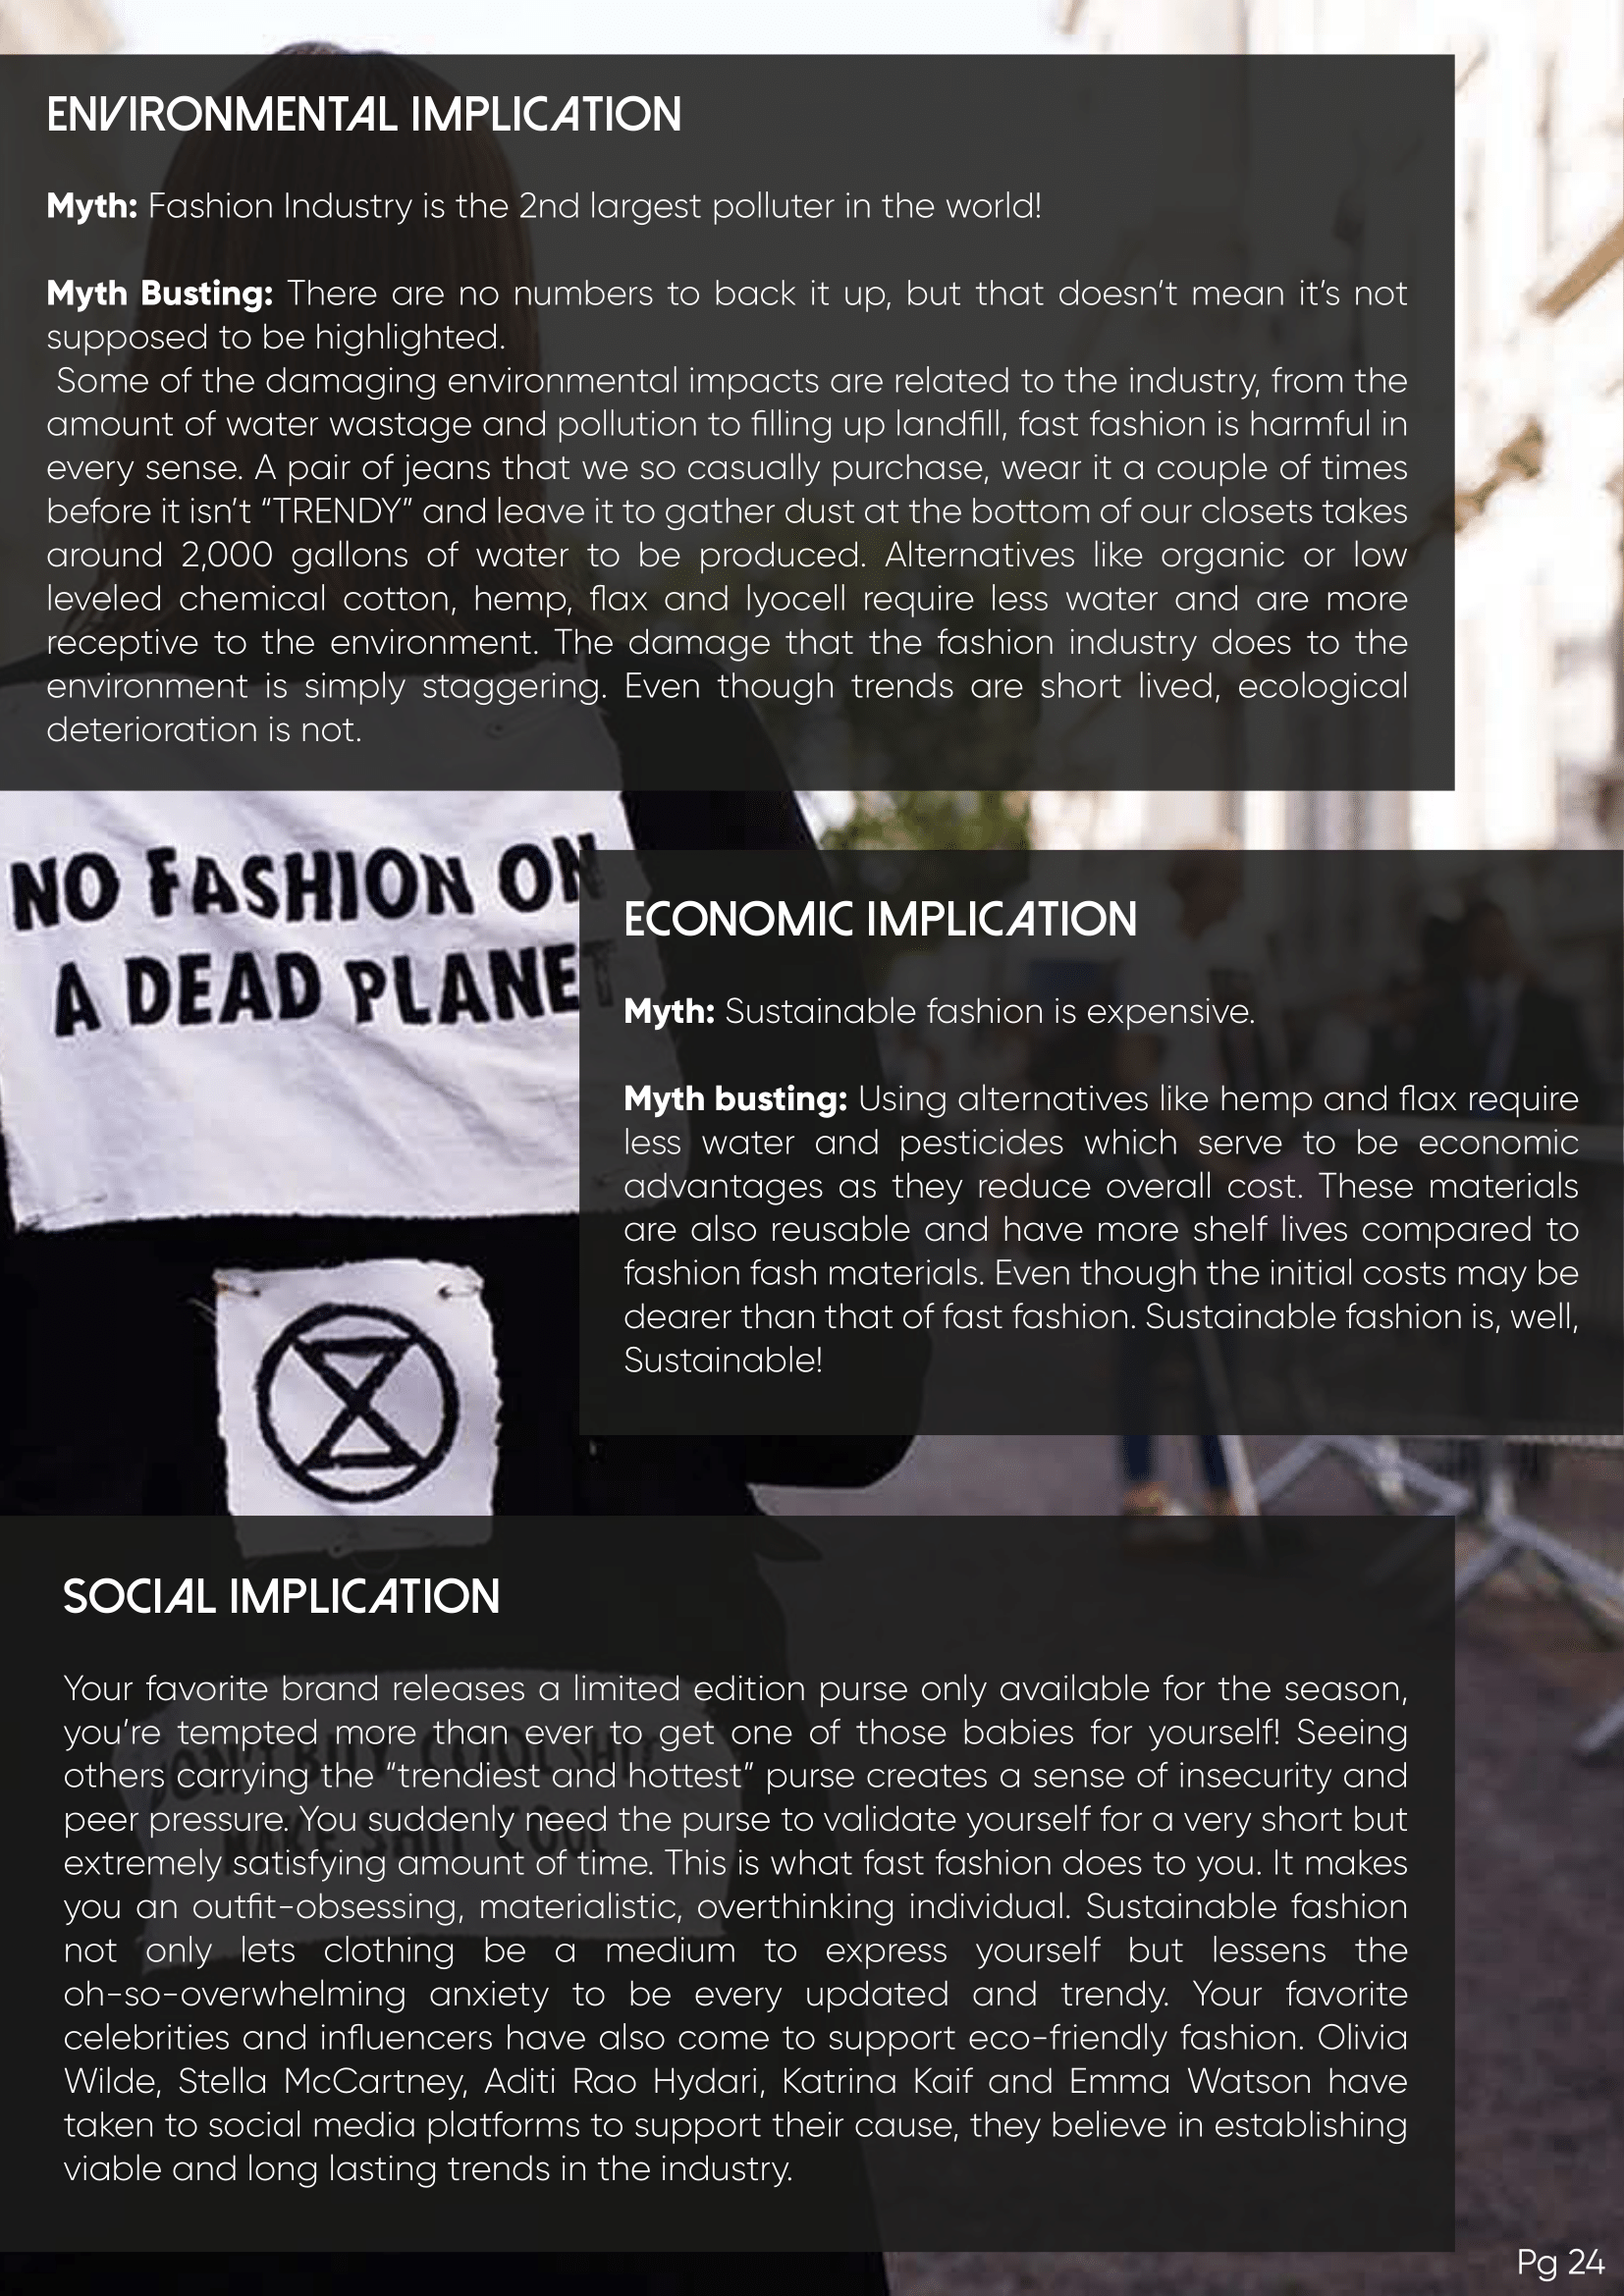 ENVIRONMENTAL IMPLICATION
Myth: Fashion Industry is the 2nd largest polluter in the world!
Myth Busting: There are no numbers to back it up, but that doesn’t mean it’s not
supposed to be highlighted.
Some of the damaging environmental impacts are related to the industry, from the
amount of water wastage and pollution to filling up landfill, fast fashion is harmful in
every sense. A pair of jeans that we so casually purchase, wear it a couple of times
before it isn’t “TRENDY” and leave it to gather dust at the bottom of our closets takes
around 2,000 gallons of water to be produced. Alternatives like organic or low
leveled chemical cotton, hemp, flax and lyocell require less water and are more
receptive to the environment. The damage that the fashion industry does to the
environment is simply staggering. Even though trends are short lived, ecological
deterioration is not.
NO FASHION ON
A DEAD PLANET
ECONOMIC IMPLICATION
Myth: Sustainable fashion is expensive.
Myth busting: Using alternatives like hemp and flax require
less water and pesticides which serve to be economic
advantages as they reduce overall cost. These materials
are also reusable and have more shelf lives compared to
fashion fash materials. Even though the initial costs may be
dearer than that of fast fashion. Sustainable fashion is, well,
Sustainable!
SOCIAL IMPLICATION
Your favorite brand releases a limited edition purse only available for the season,
you’re tempted more than ever to get one of those babies for yourself! Seeing
others carrying the “trendiest and hottest” purse creates a sense of insecurity and
peer pressure. You suddenly need the purse to validate yourself for a very short but
extremely satisfying amount of time. This is what fast fashion does to you. It makes
you an outfit-obsessing, materialistic, overthinking individual. Sustainable fashion
not only lets clothing be a medium to express yourself but lessens the
oh-so-overwhelming anxiety to be every updated and trendy. Your favorite
celebrities and influencers have also come to support eco-friendly fashion. Olivia
Wilde, Stella McCartney, Aditi Rao Hydari, Katrina Kaif and Emma Watson have
taken to social media platforms to support their cause, they believe in establishing
viable and long lasting trends in the industry.
Pg 24